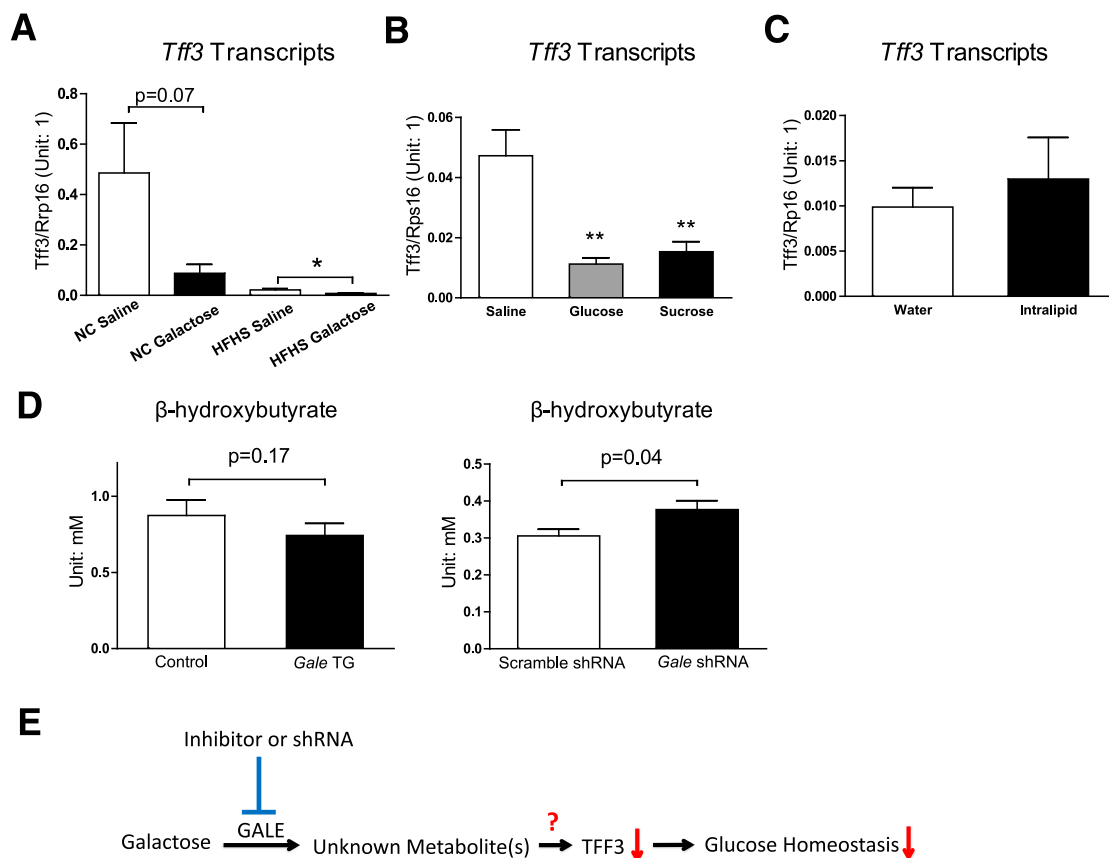 A
Tff3 Transcripts
Tff3/Rrp16 (Unit: 1)
0.8
0.6
0.4
0.2
0.0
p=0.07
*
NC Saline
NC Galactose
HFHS Saline
HFHS Galactose
B
Tff3 Transcripts
Tff3/Rps16 (Unit: 1)
0.06
0.04
0.02
0.00
**
**
Saline
Glucose
Sucrose
C
Tff3 Transcripts
Tff3/Rp16 (Unit: 1)
0.020
0.015
0.010
0.005
0.000
Water
Intralipid
D
β-hydroxybutyrate
Unit: mM
1.0
0.5
0.0
p=0.17
Control
Gale TG
β-hydroxybutyrate
Unit: mM
0.5
0.4
0.3
0.2
0.1
0.0
p=0.04
Scramble shRNA
Gale shRNA
E
Inhibitor or shRNA
Galactose
GALE
Unknown Metabolite(s)
?
TFF3
Glucose Homeostasis